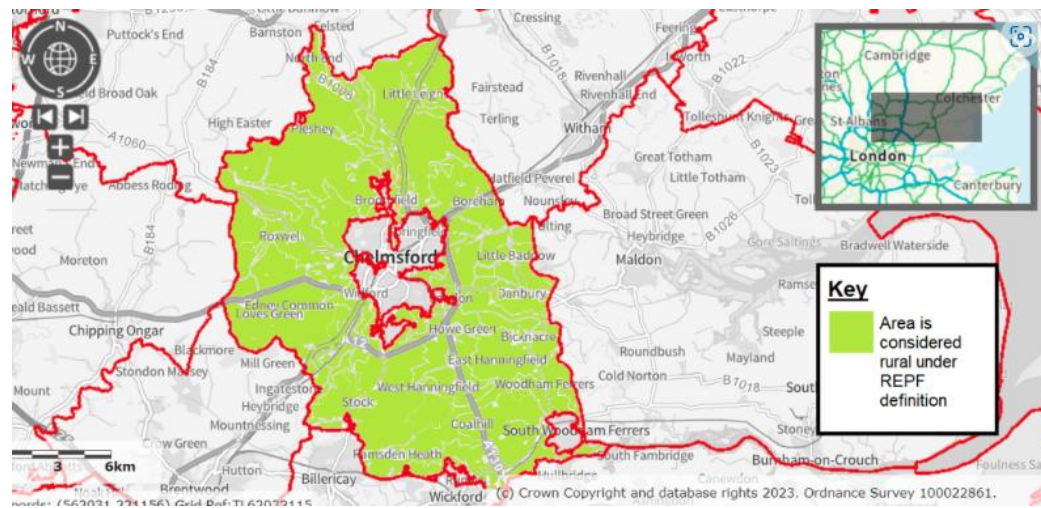 Puttock's End
Barnston
Felsted
Cressing
Feering
North End
B1008
B1018
Rivenhall
B1022
Broad Oak
B184
Little Leigh
Fairstead
Rivenhall End
High Easter
Pleshey
Terling
Witham
Tollesbury Knights
A1060
Great Totham
B1023
Abbess Roding
Hatfield Peverel
Little Totham
Broomfield
Boreham
Nounsley
Broad Street Green
B1026
Roxwell
Springfield
Ulting
Heybridge
Gore Saltings
Bradwell Waterside
B184
Moreton
Chelmsford
Little Baddow
Maldon
Writtle
Danbury
Edney Common
Loves Green
Chipping Ongar
Howe Green
Bicknacre
Steeple
Blackmore
Mill Green
East Hanningfield
Roundbush
Mayland
Stondon Massey
Ingatestone
West Hanningfield
Woodham Ferrers
Cold Norton
B1018
Heybridge
Stock
Mountnessing
Coalhill
South Woodham Ferrers
Ramsden Heath
South Fambridge
Burnham-on-Crouch
Hutton
Billericay
Hullbridge
Canewdon
Foulness
Brentwood
Wickford
N
W
E
S
3
6km
Cambridge
Colchester
St Albans
London
Canterbury
Key
Area is
considered
rural under
REPF
definition
(c) Crown Copyright and database rights 2023. Ordnance Survey 100022861.